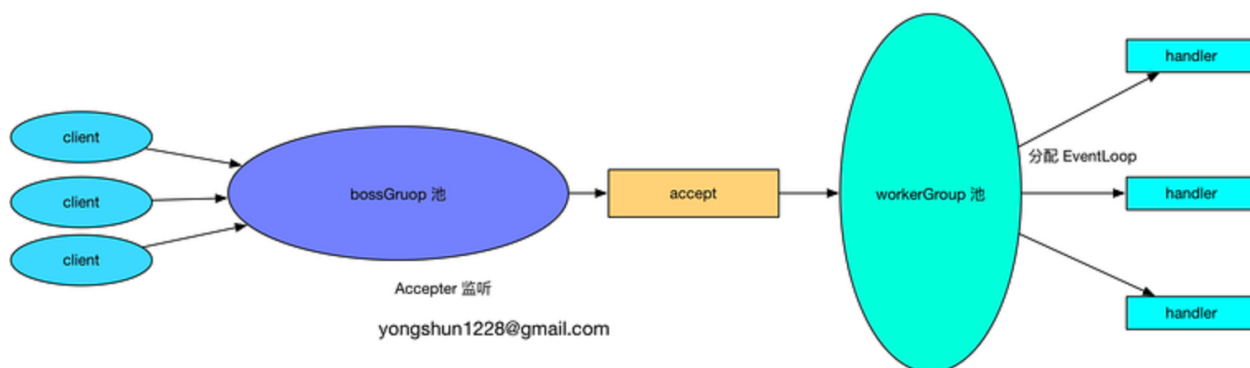 client
client
client
bossGruop 池
Accepter 监听
yongshun1228@gmail.com
accept
workerGroup 池
分配 EventLoop
handler
handler
handler